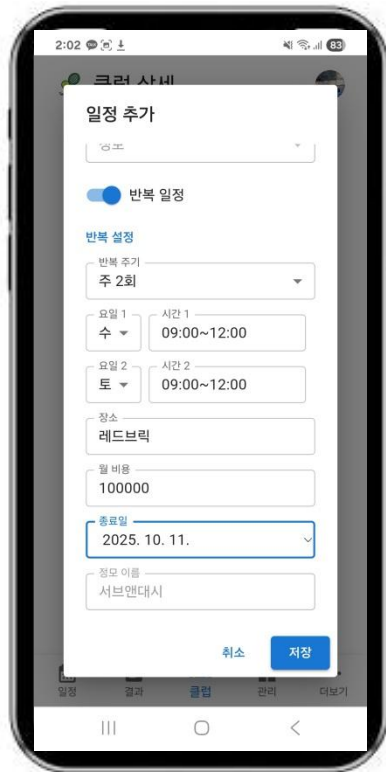 2:02
83
클럽 상세
일정 추가
정모
반복 일정
반복 설정
반복 주기
주 2회
요일 1
시간 1
수
09:00~12:00
요일 2
시간 2
토
09:00~12:00
장소
레드브릭
월 비용
100000
종료일
2025. 10. 11.
정모 이름
서브앤대시
취소
저장
일정
결과
클럽
관리
더보기